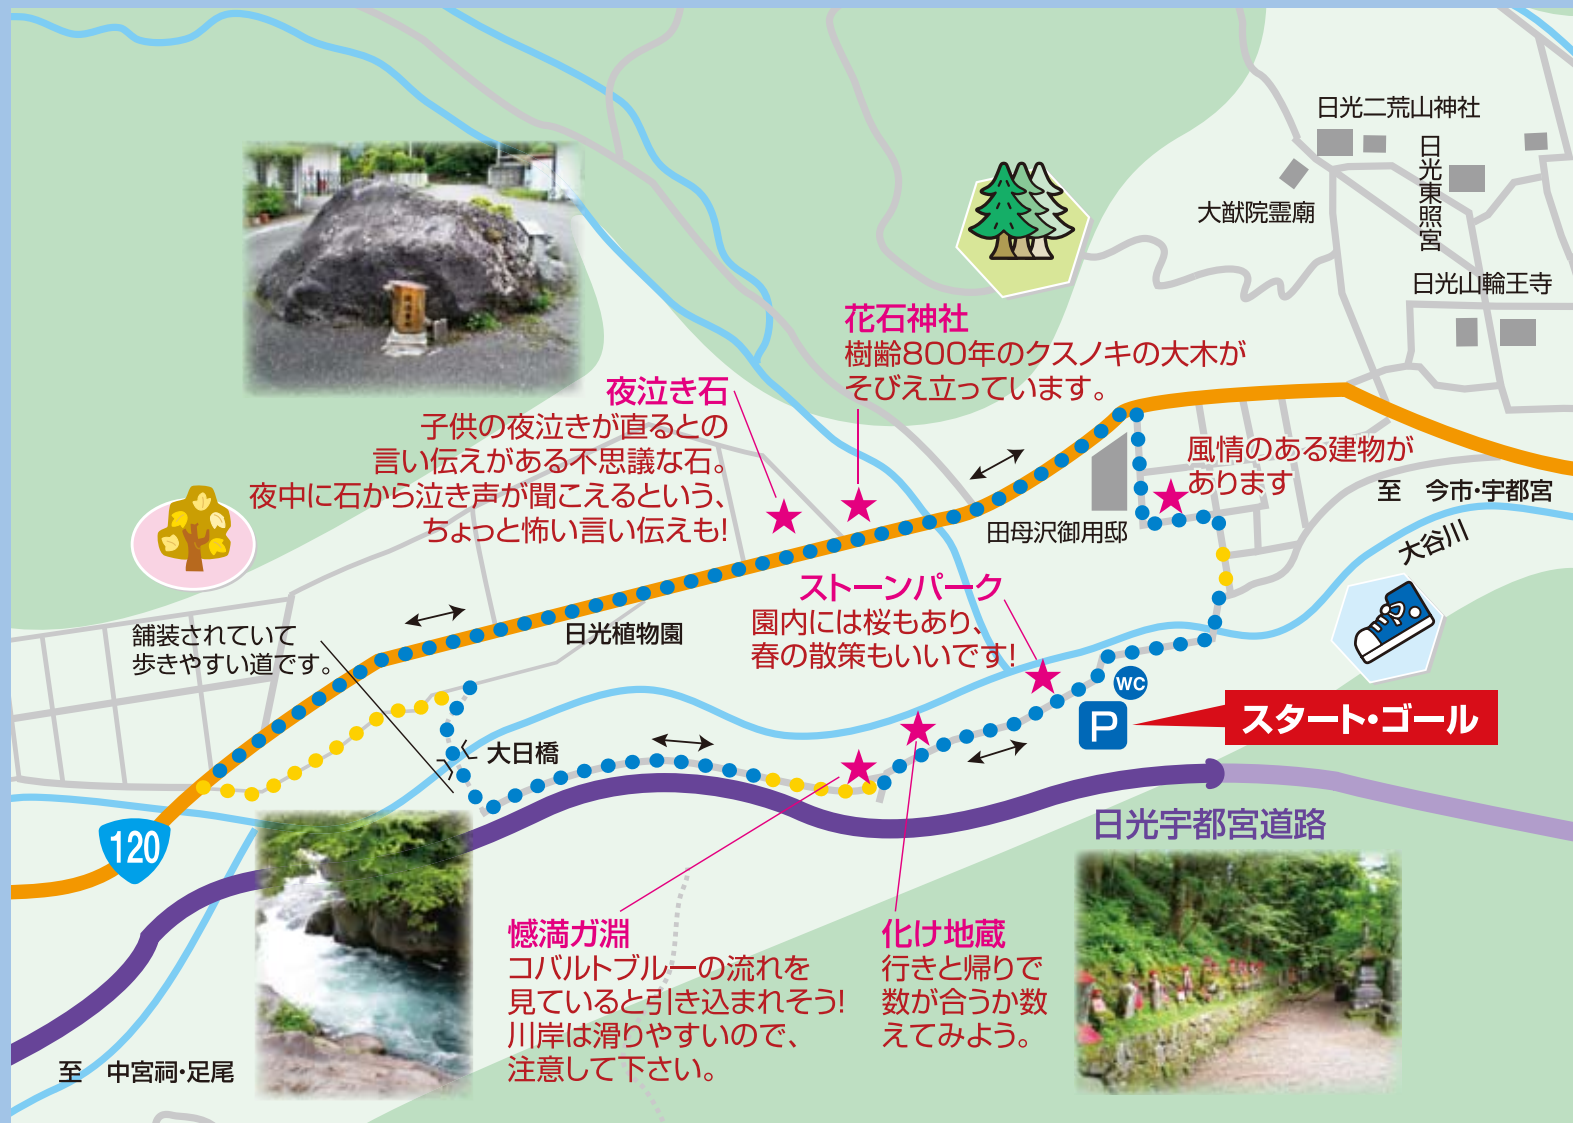 日光二荒山神社
日光東照宮
大猷院霊廟
日光山輪王寺
花石神社
樹齢800年のクスノキの大木が
そびえ立っています。
夜泣き石
子供の夜泣きが直るとの
言い伝えがある不思議な石。
夜中に石から泣き声が聞こえるという、
ちょっと怖い言い伝えも!
風情のある建物が
あります
至 今市・宇都宮
田母沢御用邸
大谷川
ストーンパーク
園内には桜もあり、
春の散策もいいです!
日光植物園
舗装されていて
歩きやすい道です。
WC
P
スタート・ゴール
大日橋
120
日光宇都宮道路
憾満ガ淵
コバルトブルーの流れを
見ていると引き込まれそう!
川岸は滑りやすいので、
注意して下さい。
化け地蔵
行きと帰りで
数が合うか数
えてみよう。
至 中宮祠・足尾